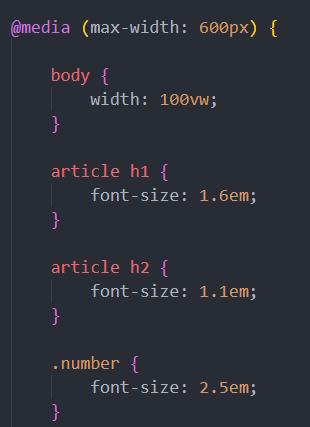 @media (max-width: 600px) {
body {
width: 100vw;
}
article h1 {
font-size: 1.6em;
}
article h2 {
font-size: 1.1em;
}
.number {
font-size: 2.5em;
}